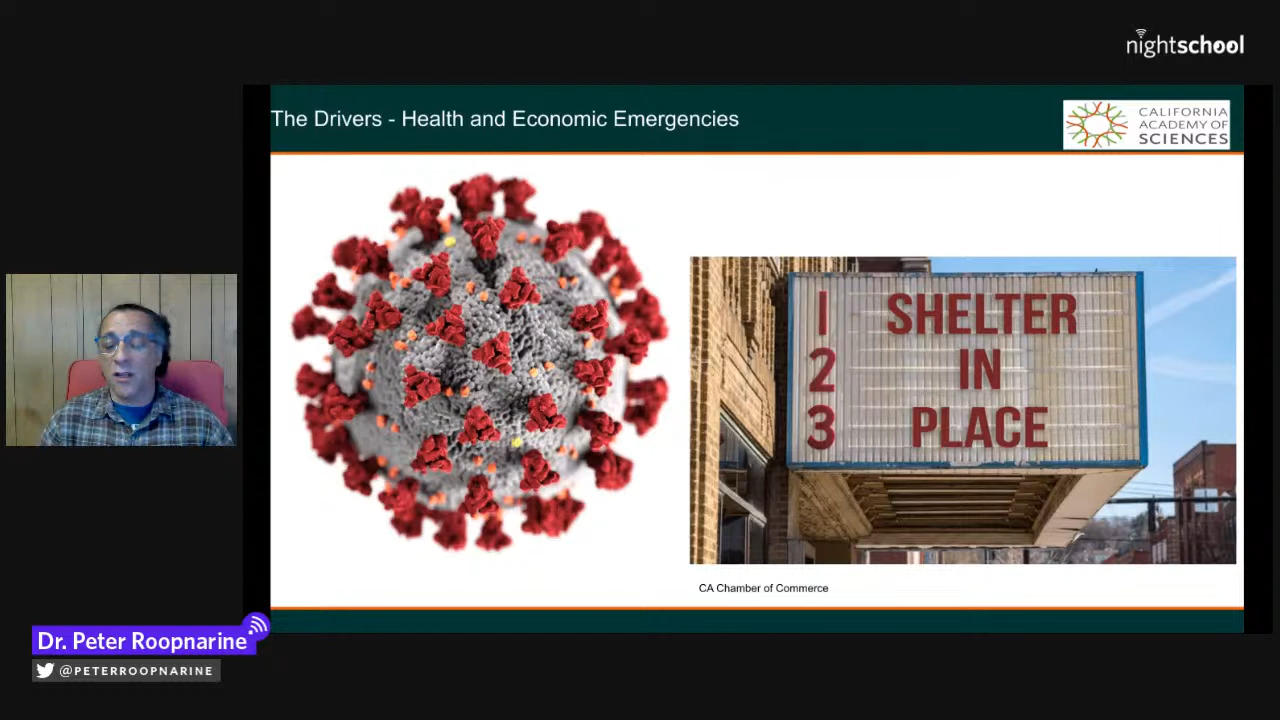 nightschool
The Drivers - Health and Economic Emergencies
CALIFORNIA
ACADEMY OF
SCIENCES
1 SHELTER
2 IN
3 PLACE
CA Chamber of Commerce
Dr. Peter Roopnarine
@PETERROOPNARINE